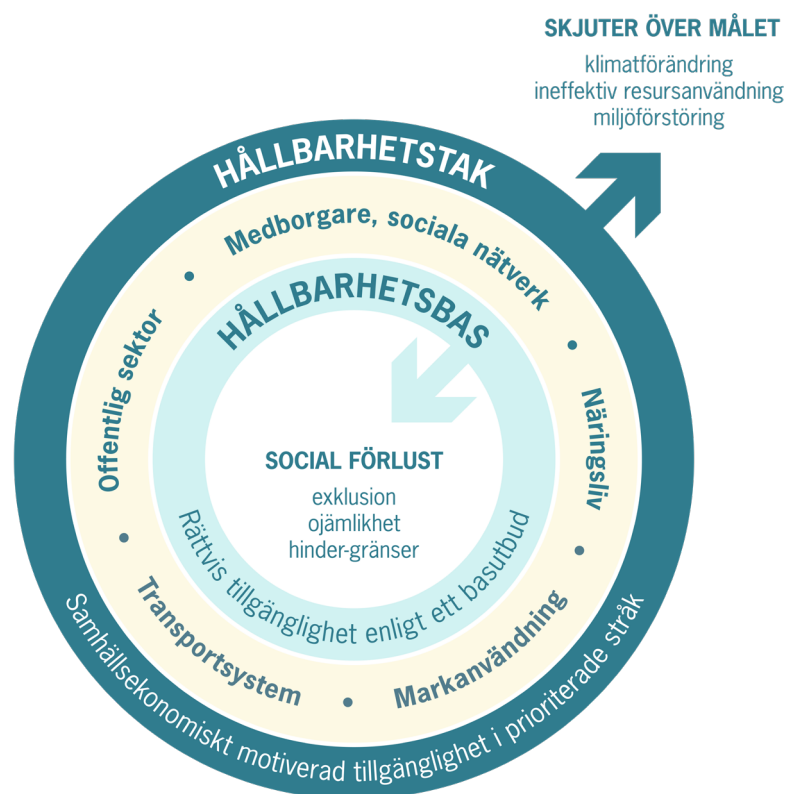 SKJUTER ÖVER MÅLET
klimatförändring
ineffektiv resursanvändning
miljöförstöring
HÅLLBARHETSTAK
Medborgare, sociala nätverk
Näringsliv
Markanvändning
Transportsystem
Offentlig sektor
HÅLLBARHETSBAS
SOCIAL FÖRLUST
exklusion
ojämlikhet
hinder-gränser
Rättvis tillgänglighet enligt ett basutbud
Samhällsekonomiskt motiverad tillgänglighet i prioriterade stråk